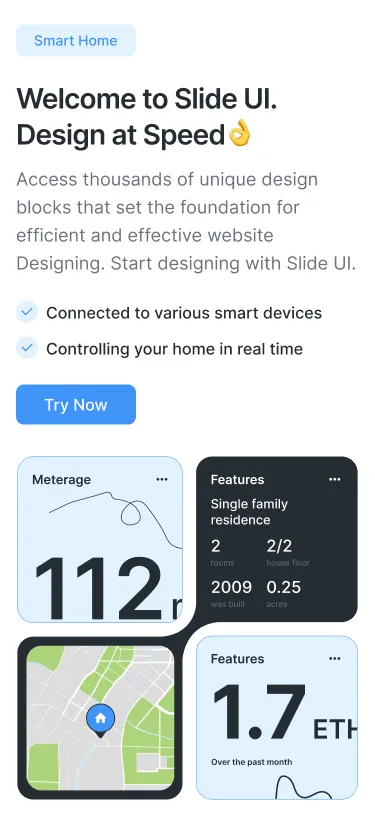 Smart Home
Welcome to Slide UI.
Design at Speed👌
Access thousands of unique design
blocks that set the foundation for
efficient and effective website
Designing. Start designing with Slide UI.
Connected to various smart devices
Controlling your home in real time
Try Now
Meterage
112
Features
Single family
residence
2 2/2
rooms house floor
2009 0.25
was built acres
Features
1.7 ETH
Over the past month